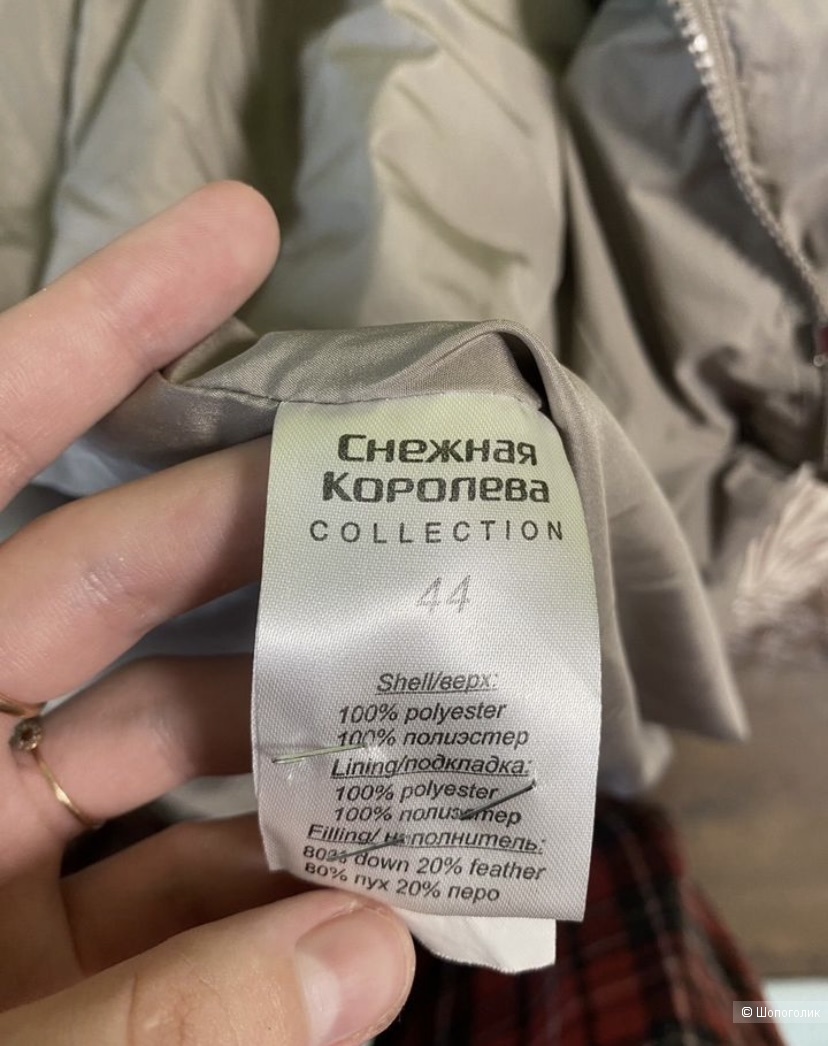 Снежная
Королева
COLLECTION
44
Shell/верх:
100% polyester
100% полиэстер
Lining/подкладка:
100% polyester
100% полиэстер
Filling/ наполнитель:
80% down 20% feather
80% пух 20% перо
© Шопоголик